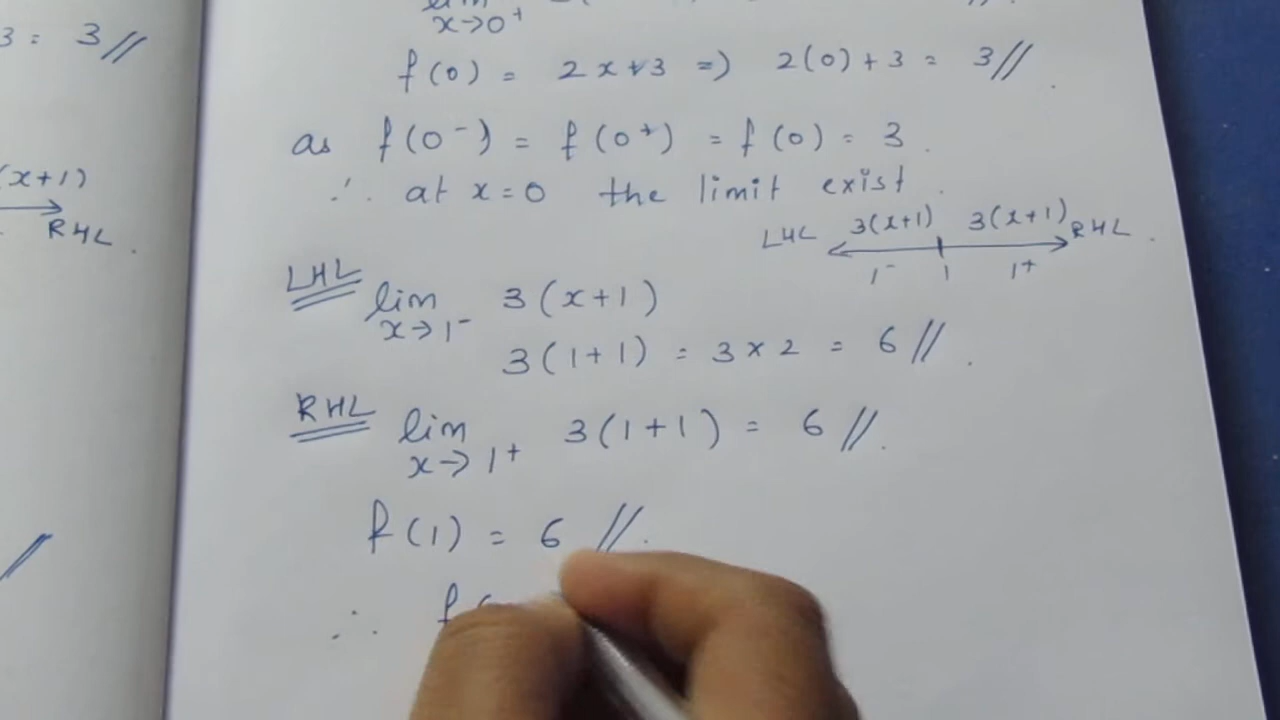 3 = 3//
(x+1)
RHL.
x→0⁺
f(0) = 2x+3 =) 2(0)+3 = 3//.
as f(0⁻) = f(0⁺) = f(0) = 3.
∴ at x=0 the limit exist.
LHL 3(x+1) 3(x+1) RHL.
1⁻ 1 1⁺
LHL lim 3(x+1)
x→1⁻
3(1+1) = 3×2 = 6//.
RHL lim 3(1+1) = 6//.
x→1⁺
f(1) = 6//.
∴ f(